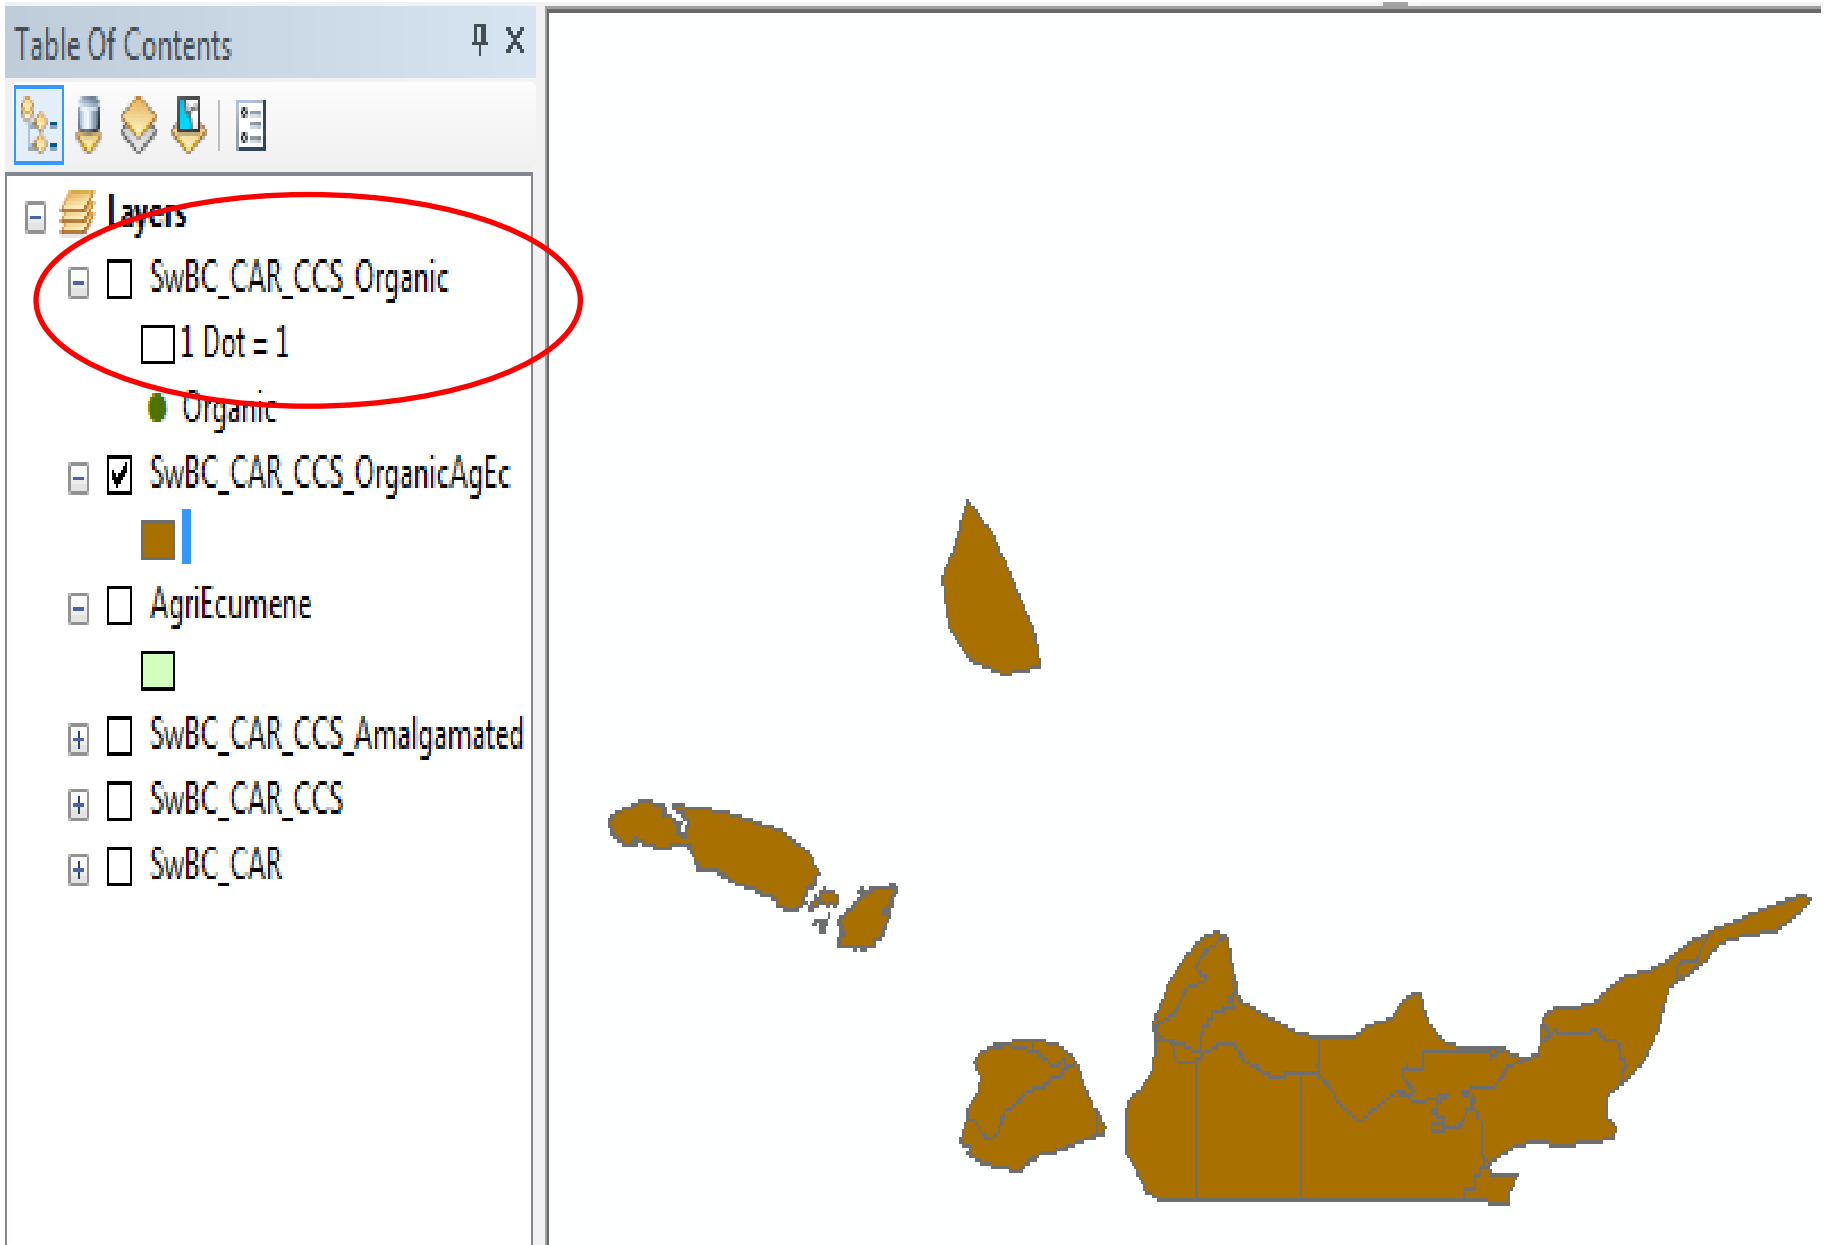 Table Of Contents
Layers
SwBC_CAR_CCS_Organic
1 Dot = 1
Organic
SwBC_CAR_CCS_OrganicAgEc
AgriEcumene
SwBC_CAR_CCS_Amalgamated
SwBC_CAR_CCS
SwBC_CAR